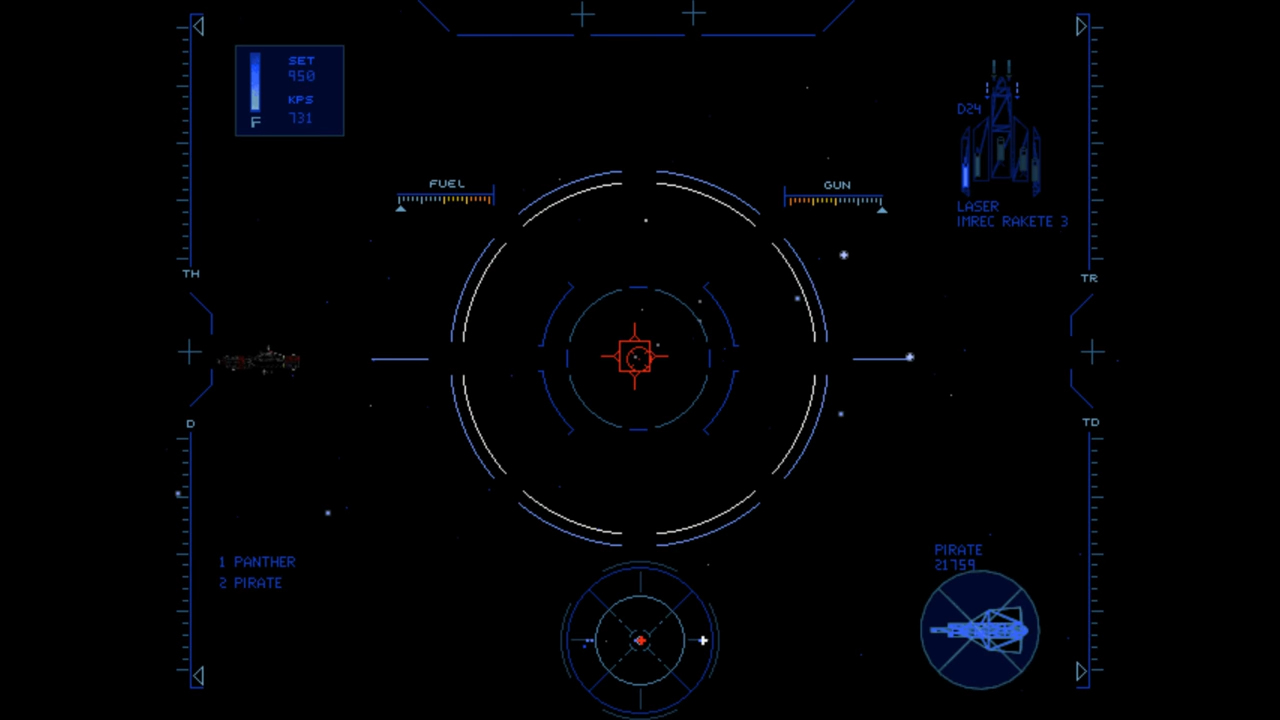 SET
950
KPS
731
F
D24
FUEL
GUN
LASER
IMREC RAKETE 3
TH
TR
D
TD
1 PANTHER
2 PIRATE
PIRATE
21759